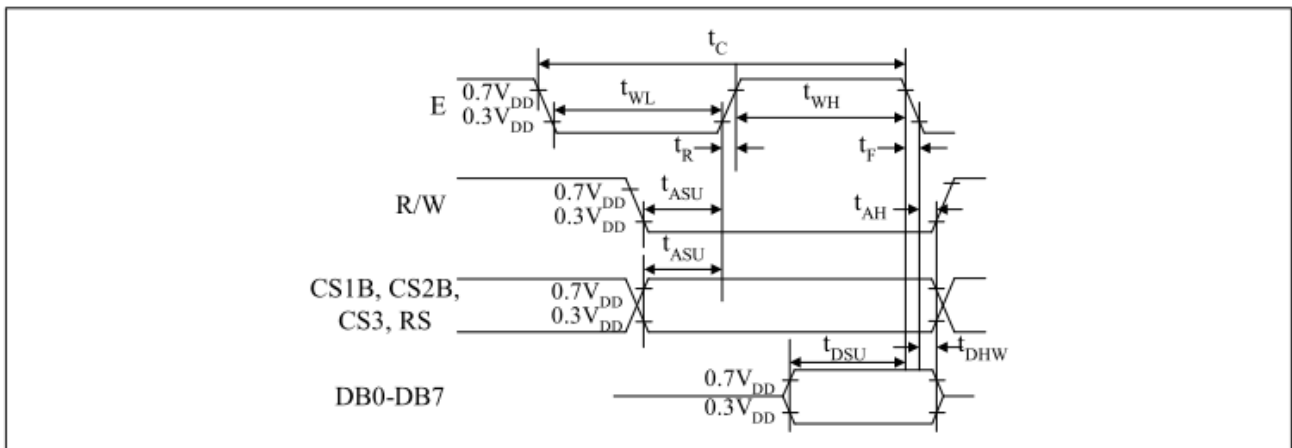 t_C
E
0.7V_DD
0.3V_DD
t_WL
t_WH
t_R
t_F
R/W
0.7V_DD
0.3V_DD
t_ASU
t_AH
t_ASU
CS1B, CS2B,
CS3, RS
0.7V_DD
0.3V_DD
t_DSU
t_DHW
DB0-DB7
0.7V_DD
0.3V_DD